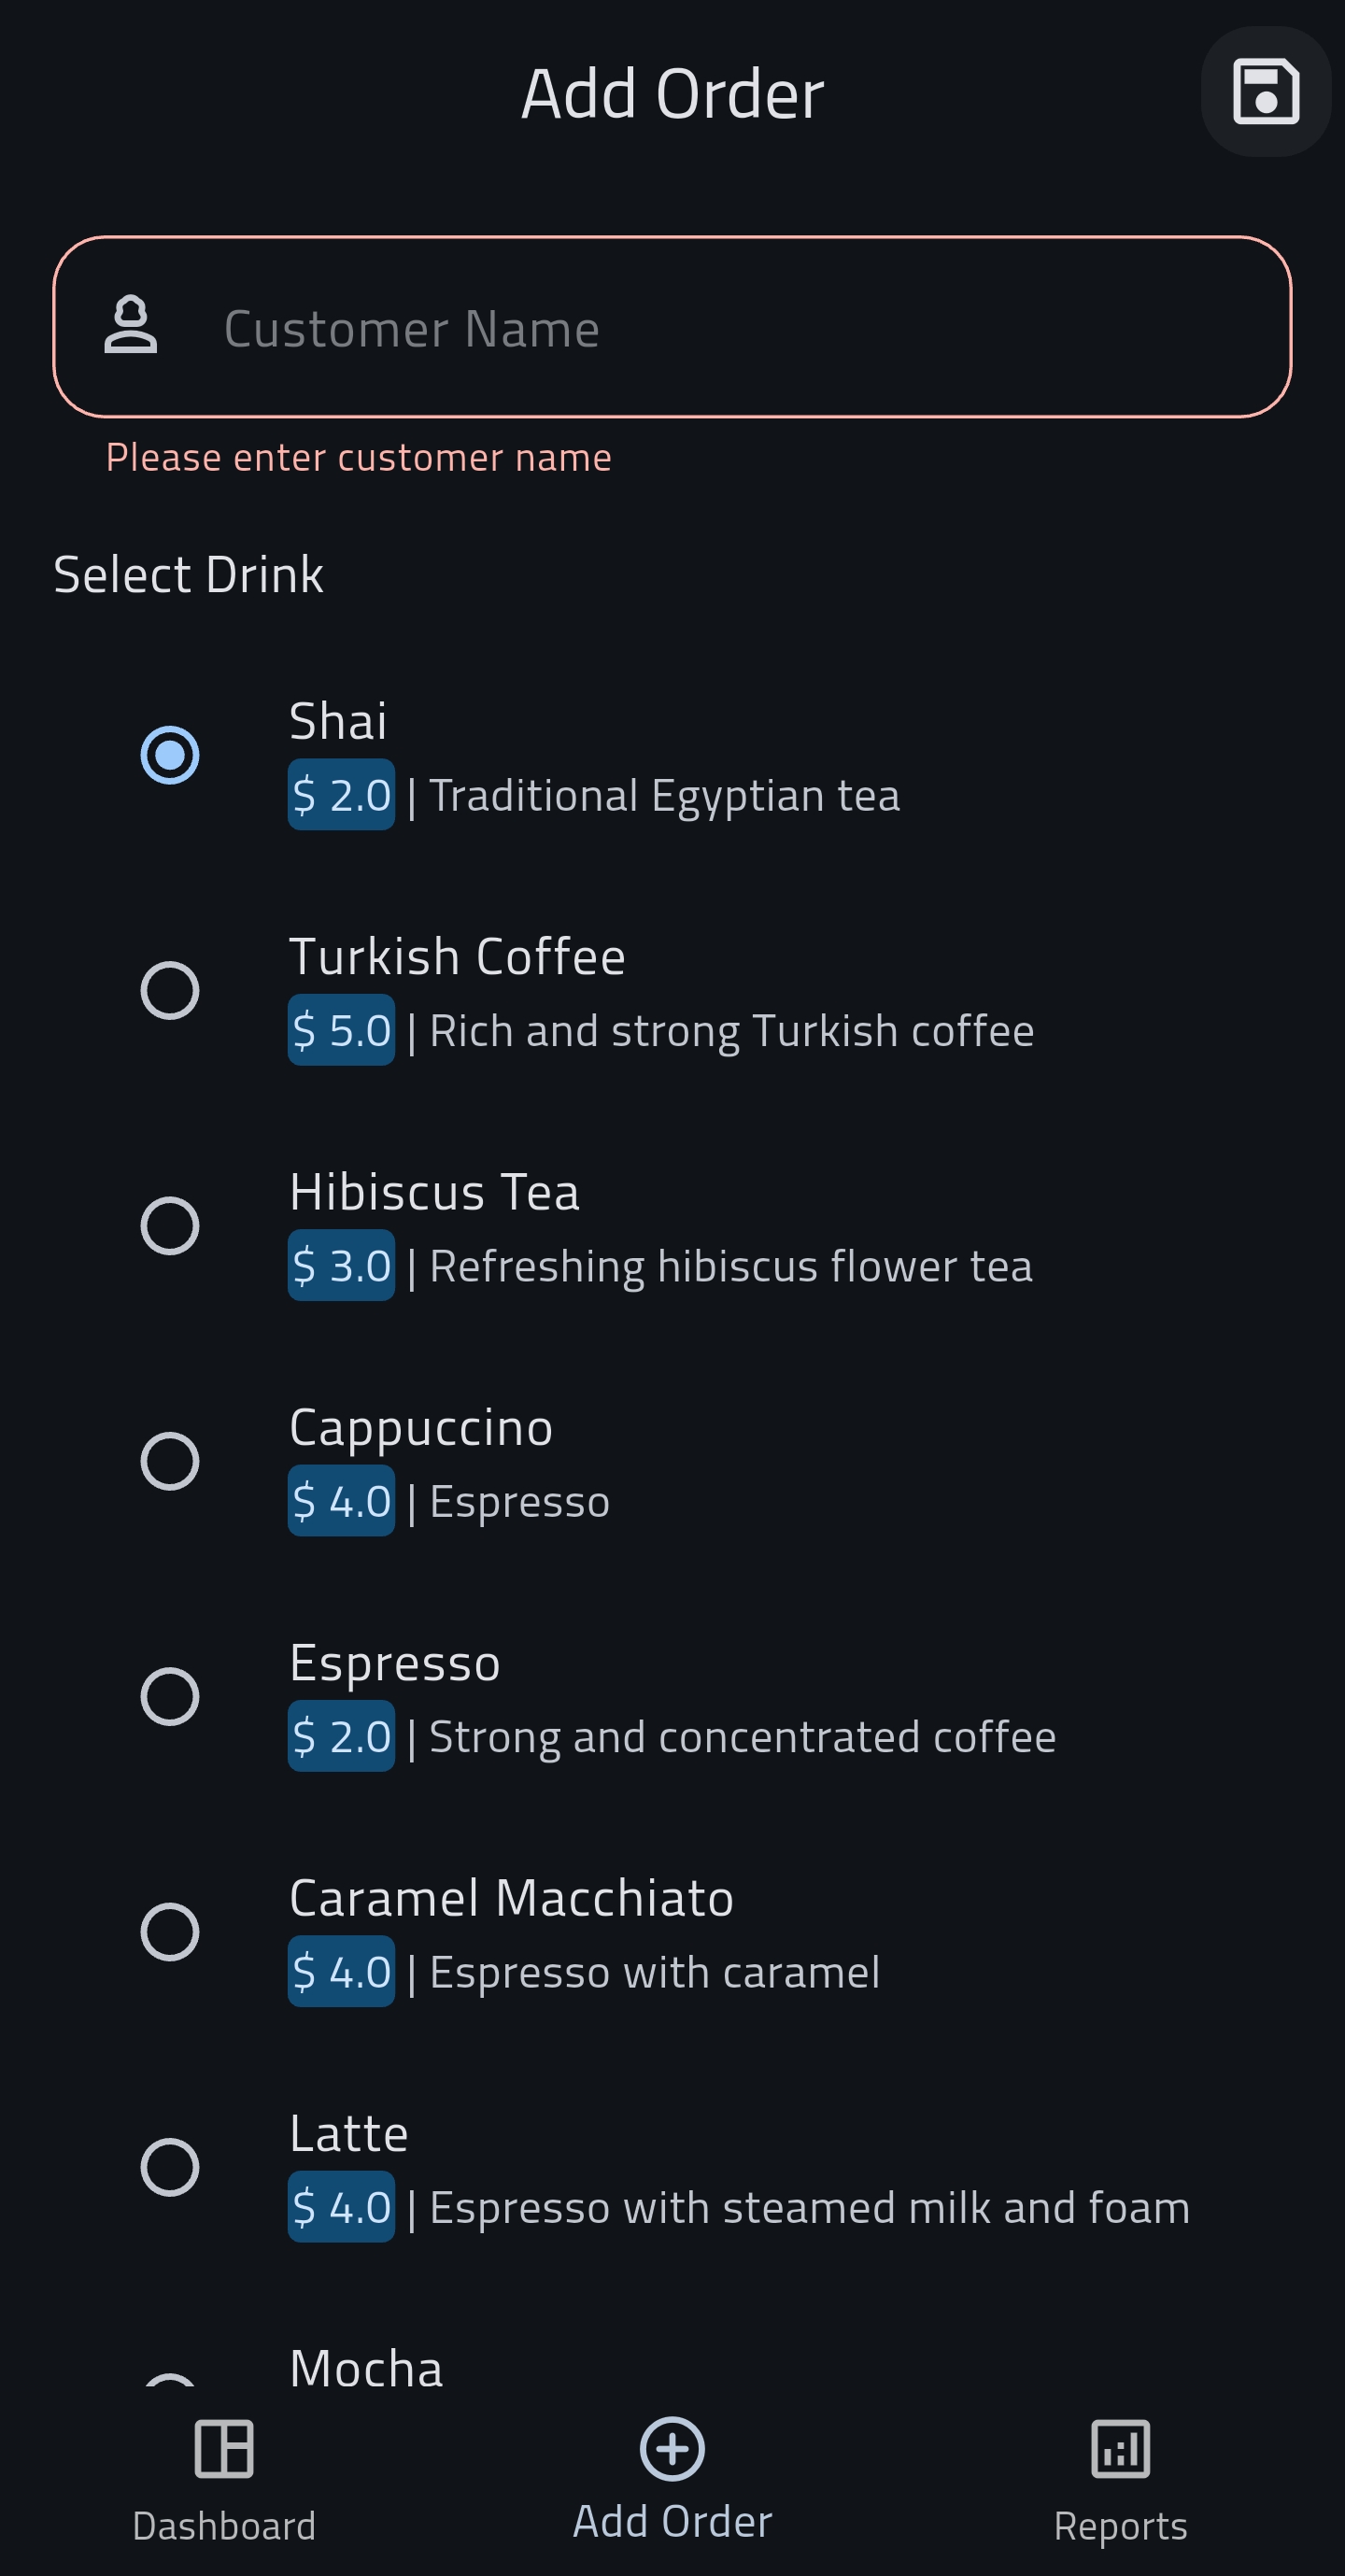 Add Order
Customer Name
Please enter customer name
Select Drink
Shai
$ 2.0 | Traditional Egyptian tea
Turkish Coffee
$ 5.0 | Rich and strong Turkish coffee
Hibiscus Tea
$ 3.0 | Refreshing hibiscus flower tea
Cappuccino
$ 4.0 | Espresso
Espresso
$ 2.0 | Strong and concentrated coffee
Caramel Macchiato
$ 4.0 | Espresso with caramel
Latte
$ 4.0 | Espresso with steamed milk and foam
Mocha
Dashboard
Add Order
Reports